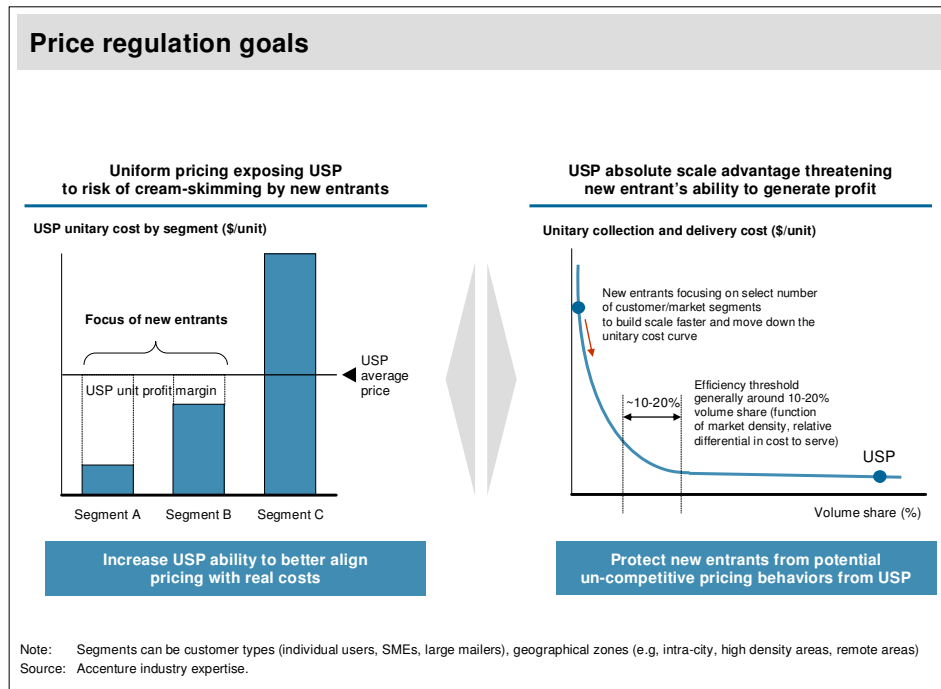 Price regulation goals
Uniform pricing exposing USP
to risk of cream-skimming by new entrants
USP unitary cost by segment ($/unit)
Focus of new entrants
USP unit profit margin
USP
average
price
Segment A
Segment B
Segment C
Increase USP ability to better align
pricing with real costs
USP absolute scale advantage threatening
new entrant's ability to generate profit
Unitary collection and delivery cost ($/unit)
New entrants focusing on select number
of customer/market segments
to build scale faster and move down the
unitary cost curve
~10-20%
Efficiency threshold
generally around 10-20%
volume share (function
of market density, relative
differential in cost to serve)
USP
Volume share (%)
Protect new entrants from potential
un-competitive pricing behaviors from USP
Note: Segments can be customer types (individual users, SMEs, large mailers), geographical zones (e.g, intra-city, high density areas, remote areas)
Source: Accenture industry expertise.